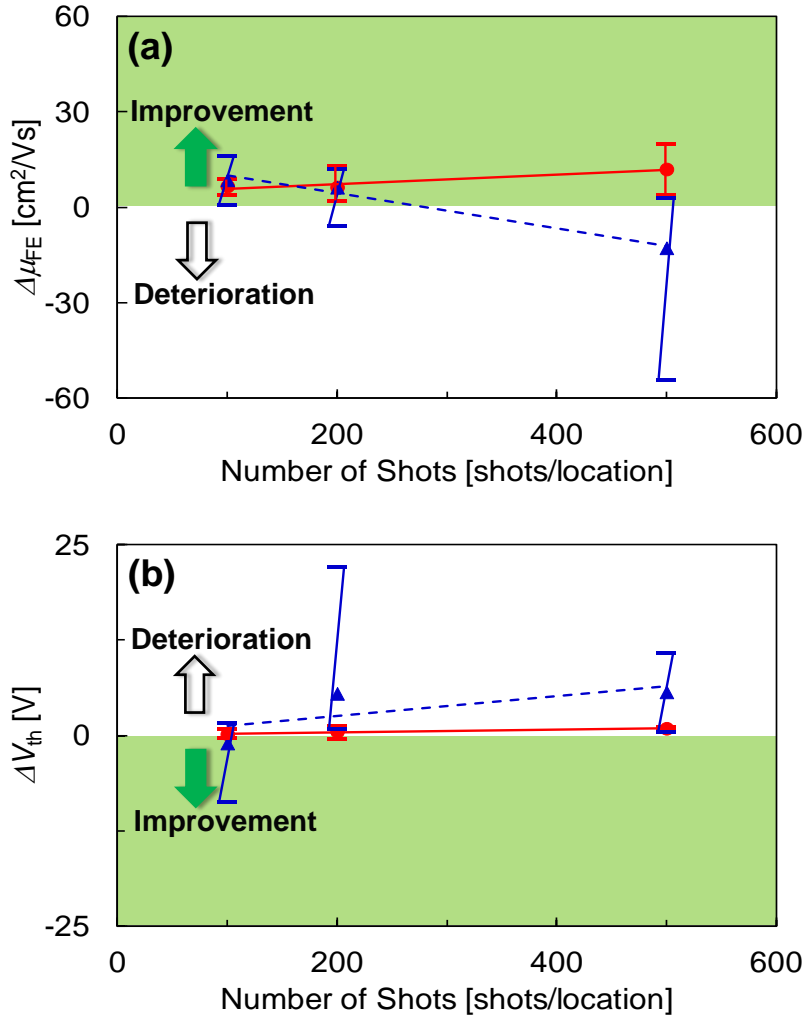 (a)
60
30
0
-30
-60
Improvement
Deterioration
ΔμFE [cm²/Vs]
0 200 400 600
Number of Shots [shots/location]
(b)
25
0
-25
Deterioration
Improvement
ΔVth [V]
0 200 400 600
Number of Shots [shots/location]